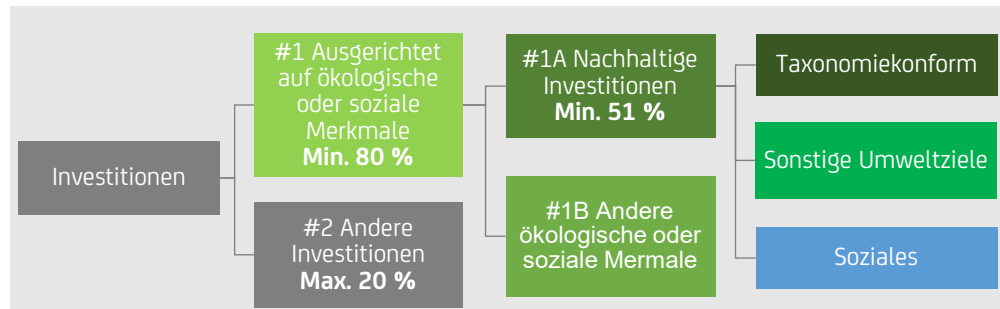 Investitionen
#1 Ausgerichtet
auf ökologische
oder soziale
Merkmale
Min. 80 %
#2 Andere
Investitionen
Max. 20 %
#1A Nachhaltige
Investitionen
Min. 51 %
#1B Andere
ökologische oder
soziale Mermale
Taxonomiekonform
Sonstige Umweltziele
Soziales